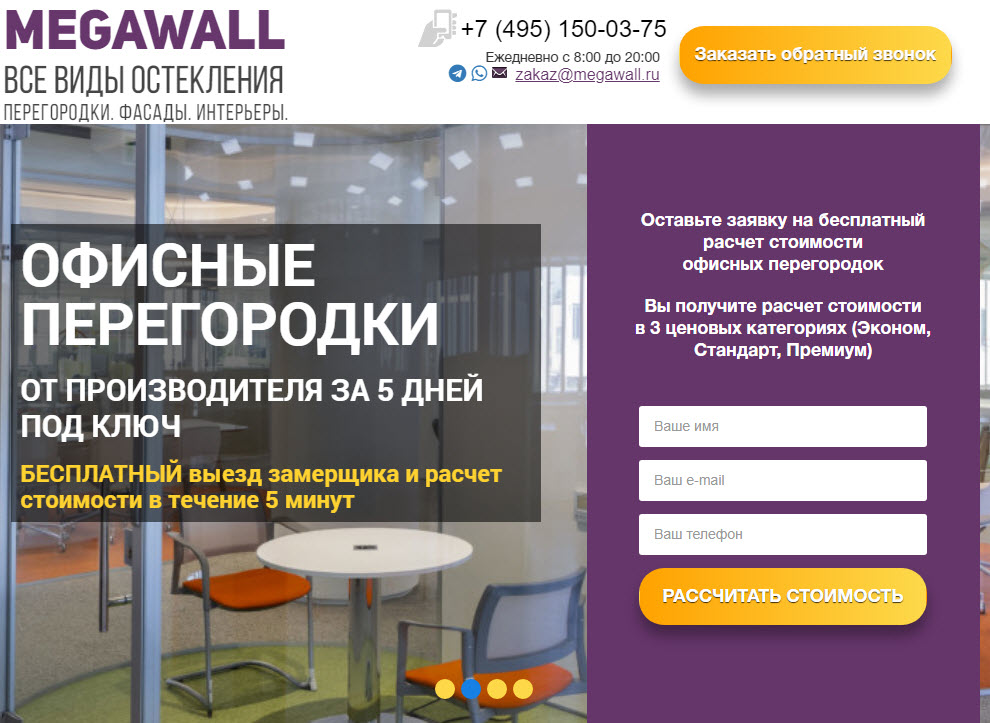 MEGAWALL
ВСЕ ВИДЫ ОСТЕКЛЕНИЯ
ПЕРЕГОРОДКИ. ФАСАДЫ. ИНТЕРЬЕРЫ.
+7 (495) 150-03-75
Ежедневно с 8:00 до 20:00
zakaz@megawall.ru
Заказать обратный звонок
ОФИСНЫЕ
ПЕРЕГОРОДКИ
ОТ ПРОИЗВОДИТЕЛЯ ЗА 5 ДНЕЙ
ПОД КЛЮЧ
БЕСПЛАТНЫЙ выезд замерщика и расчет
стоимости в течение 5 минут
Оставьте заявку на бесплатный
расчет стоимости
офисных перегородок
Вы получите расчет стоимости
в 3 ценовых категориях (Эконом,
Стандарт, Премиум)
Ваше имя
Ваш e-mail
Ваш телефон
РАССЧИТАТЬ СТОИМОСТЬ